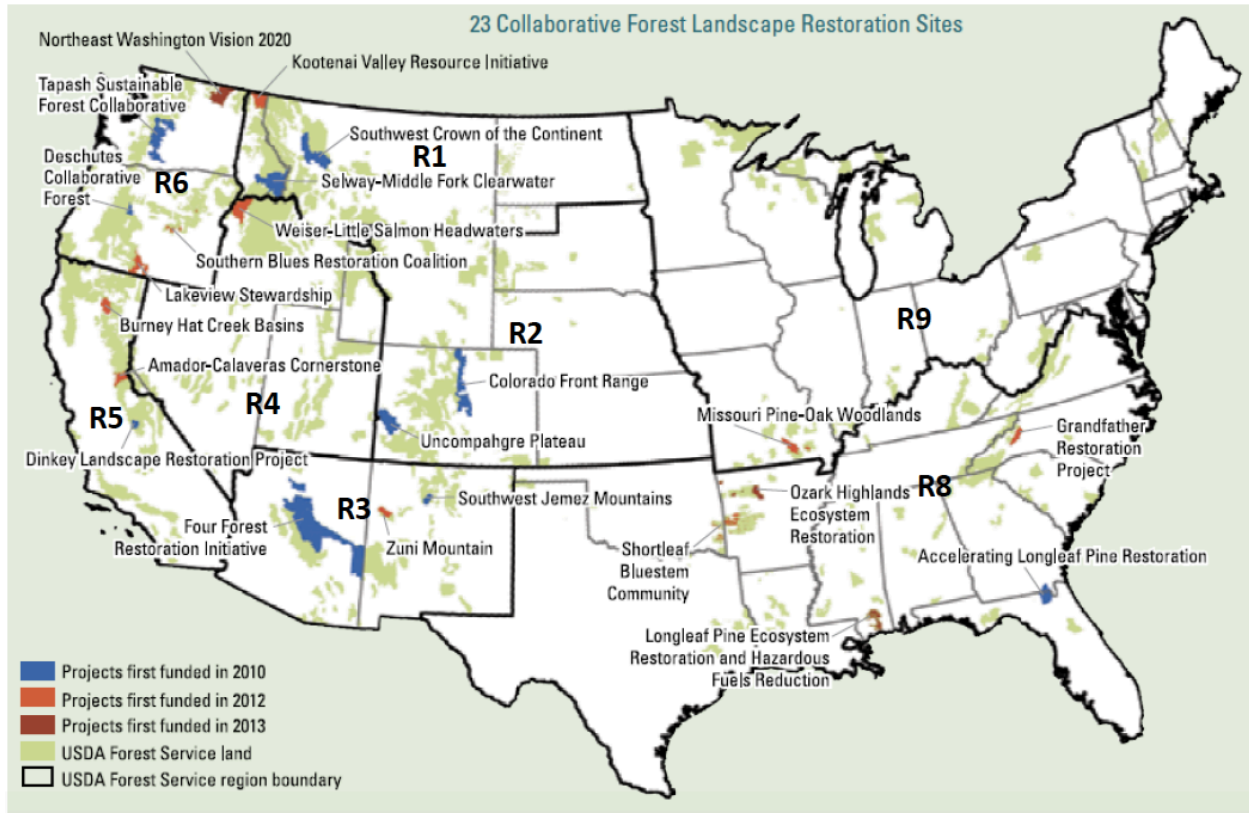 23 Collaborative Forest Landscape Restoration Sites
Northeast Washington Vision 2020
Kootenai Valley Resource Initiative
Tapash Sustainable
Forest Collaborative
Southwest Crown of the Continent
R1
Deschutes
Collaborative
Forest
R6
Selway-Middle Fork Clearwater
Weiser-Little Salmon Headwaters
Southern Blues Restoration Coalition
Lakeview Stewardship
Burney Hat Creek Basins
R2
R9
Amador-Calaveras Cornerstone
Colorado Front Range
R4
R5
Missouri Pine-Oak Woodlands
Uncompahgre Plateau
Grandfather
Restoration
Project
Dinkey Landscape Restoration Project
Southwest Jemez Mountains
R3
Ozark Highlands
Ecosystem
Restoration
R8
Four Forest
Restoration Initiative
Zuni Mountain
Shortleaf
Bluestem
Community
Accelerating Longleaf Pine Restoration
Longleaf Pine Ecosystem
Restoration and Hazardous
Fuels Reduction
Projects first funded in 2010
Projects first funded in 2012
Projects first funded in 2013
USDA Forest Service land
USDA Forest Service region boundary